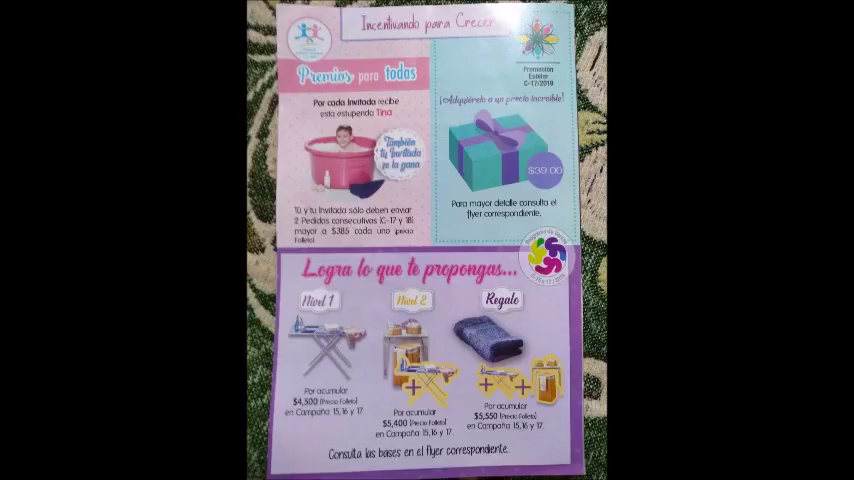 Incentivando para Crecer
Premios para todas
Por cada Invitada recibe
esta estupenda Tina
También
tu Invitada
se la gana
Tú y tu Invitada sólo deben enviar
2 Pedidos consecutivos (C-17 y 18)
mayor a $385 cada uno (precio
Folleto)
Promoción
Estelar
C-17/2019
¡Adquiérelo a un precio increíble!
$39.00
Para mayor detalle consulta el
flyer correspondiente.
Logra lo que te propongas...
Nivel 1
Por acumular
$4,500 (Precio Folleto)
en Campaña 15, 16 y 17.
Nivel 2
Por acumular
$5,400 (Precio Folleto)
en Campaña 15, 16 y 17.
Regalo
Por acumular
$5,550 (Precio Folleto)
en Campaña 15, 16 y 17.
Consulta las bases en el flyer correspondiente.